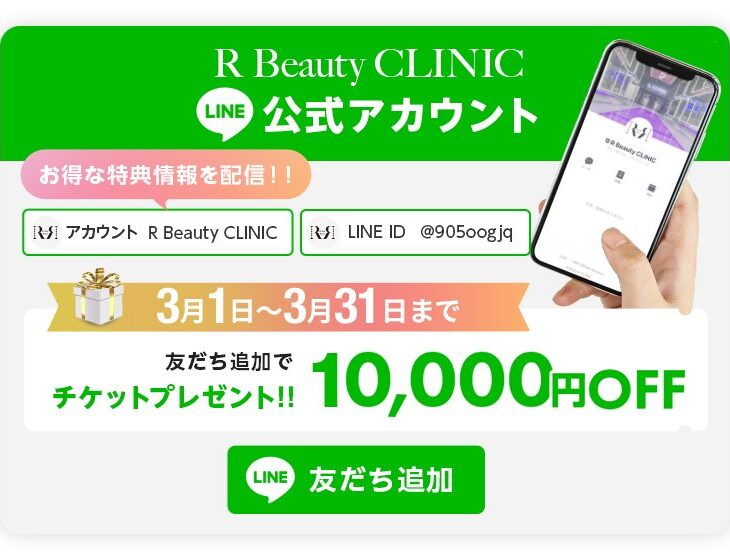 R Beauty CLINIC
LINE 公式アカウント
R Beauty CLINIC
お得な特典情報を配信！！
アカウント R Beauty CLINIC
LINE ID @905oogjq
3月1日～3月31日まで
友だち追加で
チケットプレゼント!!
10,000円OFF
LINE 友だち追加